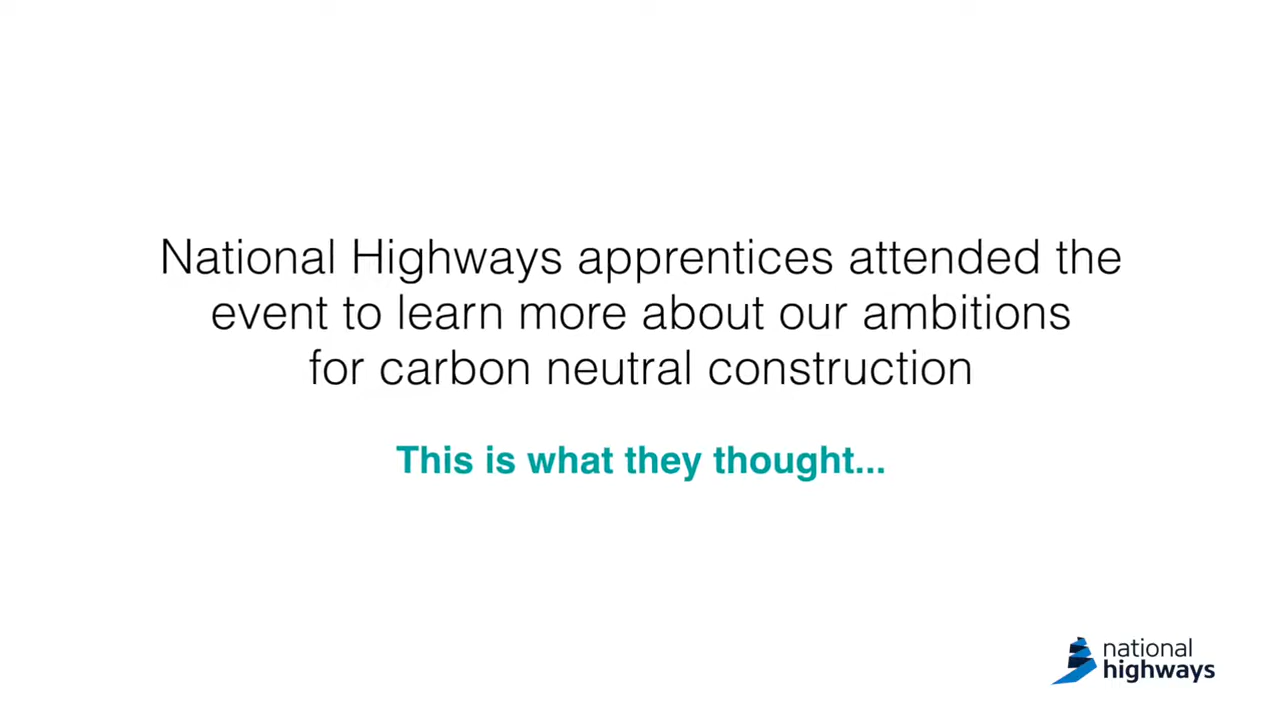 National Highways apprentices attended the
event to learn more about our ambitions
for carbon neutral construction
This is what they thought...
national
highways